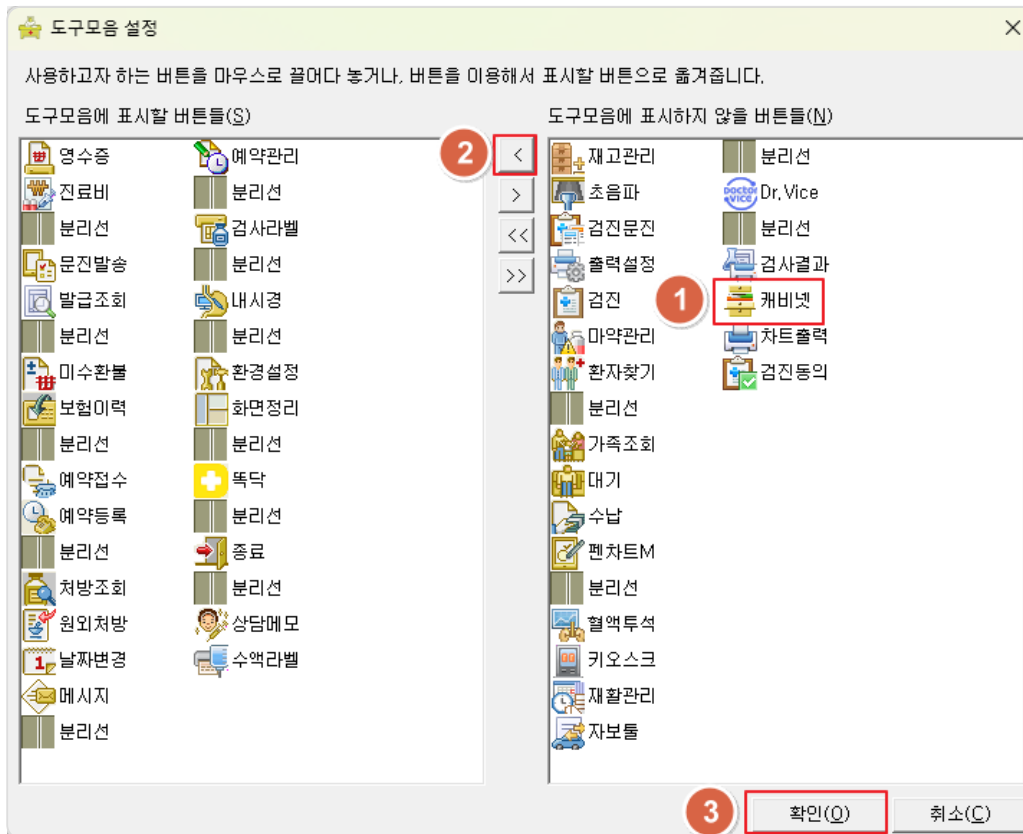 도구모음 설정
사용하고자 하는 버튼을 마우스로 끌어다 놓거나, 버튼을 이용해서 표시할 버튼으로 옮겨줍니다.
도구모음에 표시할 버튼들(S)
영수증
진료비
분리선
문진발송
발급조회
분리선
미수환불
보험이력
분리선
예약접수
예약등록
분리선
처방조회
원외처방
날짜변경
메시지
분리선
예약관리
분리선
검사라벨
분리선
내시경
분리선
환경설정
화면정리
분리선
똑닥
분리선
종료
분리선
상담메모
수액라벨
2
<
>
<<
>>
도구모음에 표시하지 않을 버튼들(N)
재고관리
초음파
검진문진
출력설정
검진
마약관리
환자찾기
분리선
가족조회
대기
수납
펜차트M
분리선
혈액투석
키오스크
재활관리
자보툴
분리선
DOCTOR VICE
Dr.Vice
분리선
검사결과
1
캐비넷
차트출력
검진동의
3
확인(O)
취소(C)